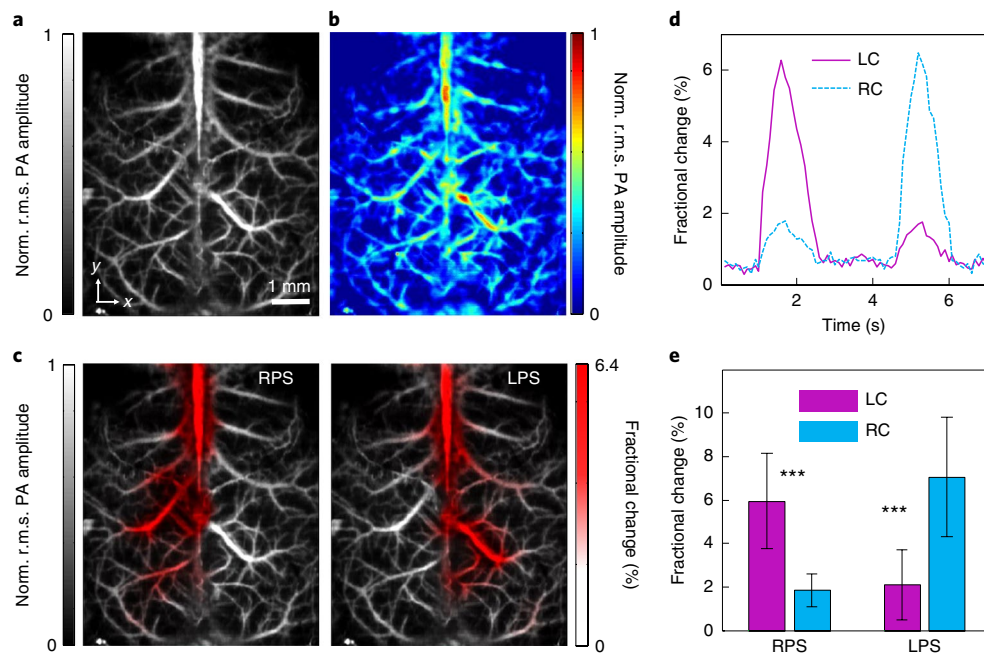 a
1
Norm. r.m.s. PA amplitude
0
y
x
1 mm
b
1
Norm. r.m.s. PA amplitude
0
c
1
Norm. r.m.s. PA amplitude
0
RPS
LPS
6.4
Fractional change (%)
0
d
Fractional change (%)
6
4
2
0
LC
RC
2
4
6
Time (s)
e
Fractional change (%)
10
8
6
4
2
0
LC
RC
***
***
RPS
LPS